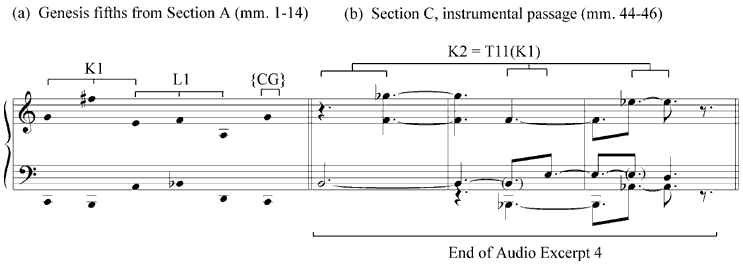 (a) Genesis fifths from Section A (mm. 1-14)
(b) Section C, instrumental passage (mm. 44-46)
K1
L1
{CG}
K2 = T11(K1)
End of Audio Excerpt 4